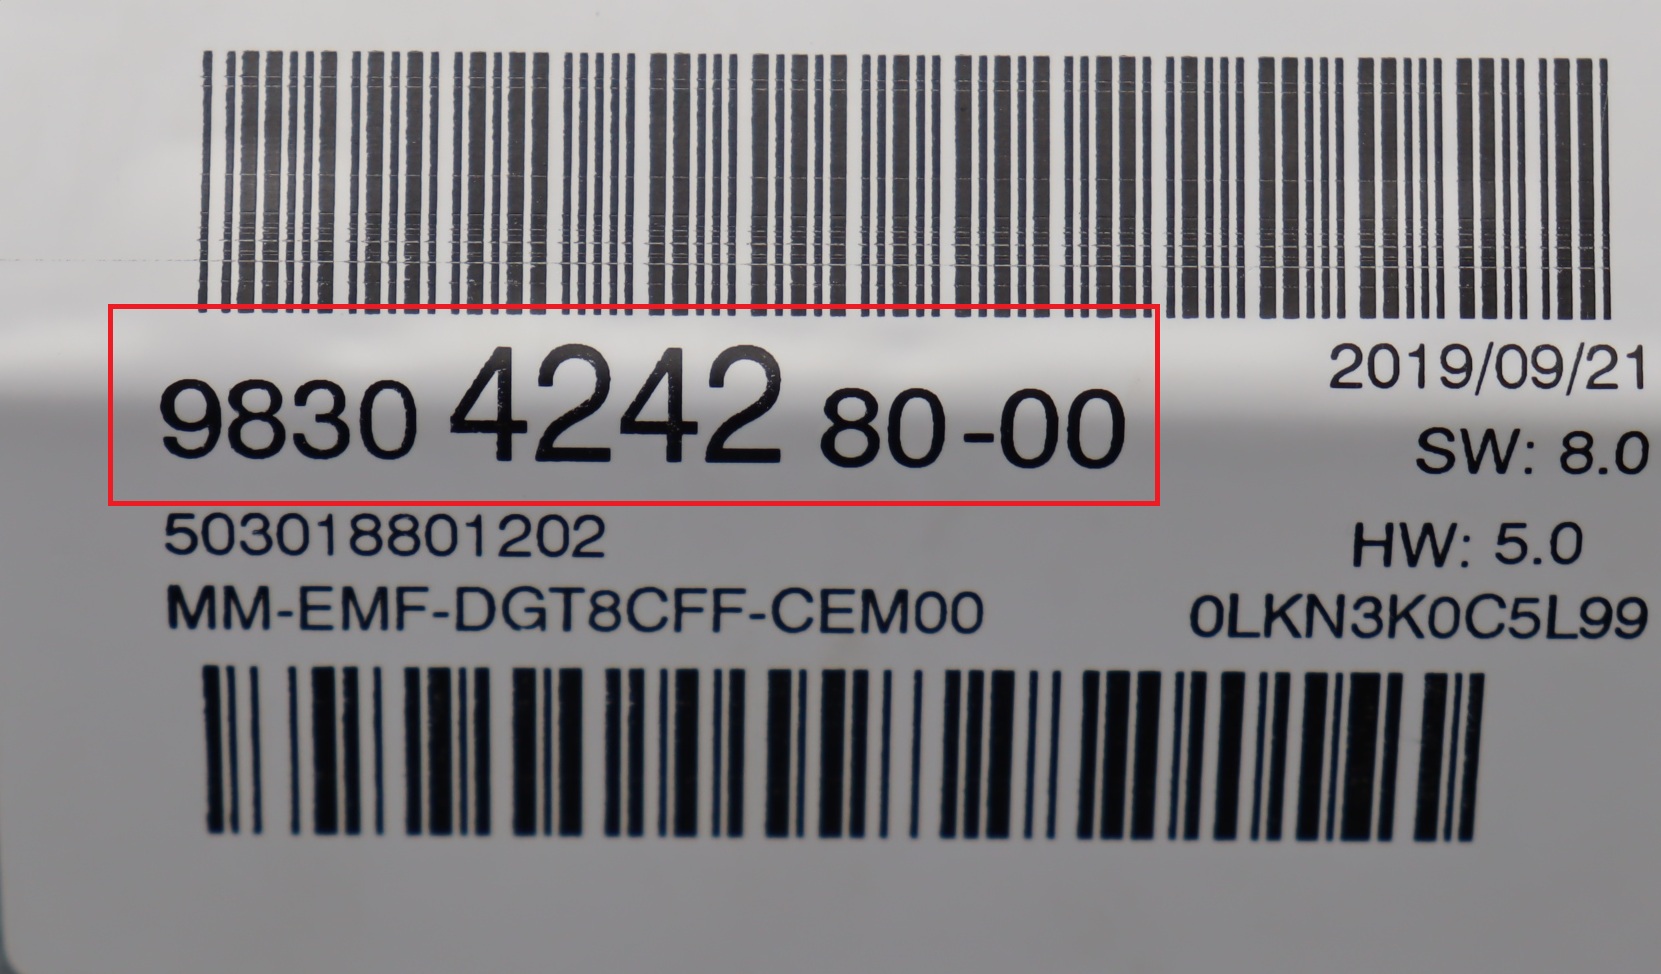 9830 4242 80-00
2019/09/21
SW: 8.0
503018801202
HW: 5.0
MM-EMF-DGT8CFF-CEM00
0LKN3K0C5L99